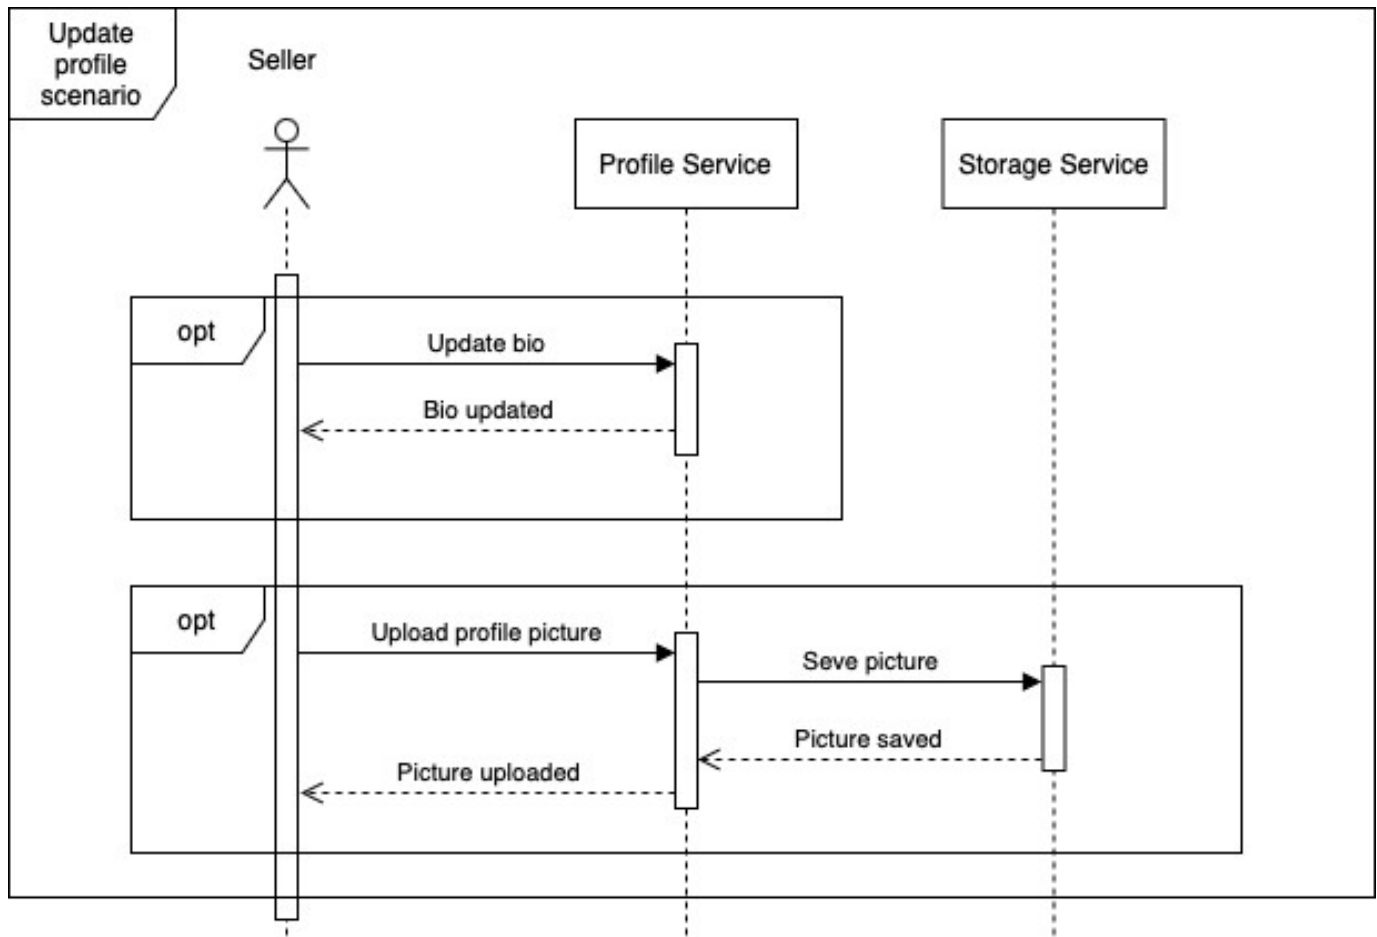 Update
profile
scenario
Seller
Profile Service
Storage Service
opt
Update bio
Bio updated
opt
Upload profile picture
Seve picture
Picture saved
Picture uploaded